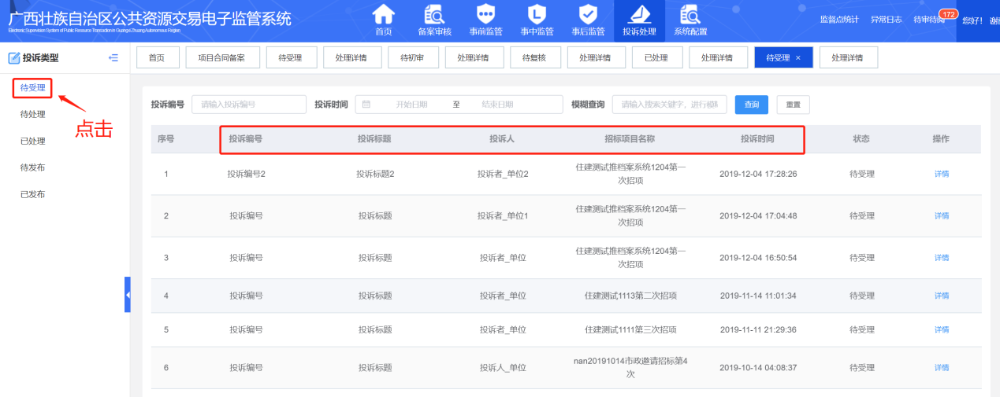 广西壮族自治区公共资源交易电子监管系统
Electronic Supervision System of Public Resource Transaction in Guangxi Zhuang Autonomous Region
首页 备案审核 事前监管 事中监管 事后监管 投诉处理 系统配置
监督点统计 异常日志 待审待阅 172 您好!
投诉类型
首页 项目合同备案 待受理 处理详情 待初审 处理详情 待复核 处理详情 已处理 处理详情 待受理 × 处理详情
待受理
点击
待处理
已处理
待发布
已发布
投诉编号 请输入投诉编号 投诉时间 开始日期 至 结束日期 模糊查询 请输入搜索关键字，进行模 查询 重置
序号 投诉编号 投诉标题 投诉人 招标项目名称 投诉时间 状态 操作
1 投诉编号2 投诉标题2 投诉者_单位2 住建测试推档案系统1204第一 2019-12-04 17:28:26 待受理 详情
次招项
2 投诉编号 投诉标题 投诉者_单位1 住建测试推档案系统1204第一 2019-12-04 17:04:48 待受理 详情
次招项
3 投诉编号 投诉标题 投诉者_单位 住建测试推档案系统1204第一 2019-12-04 16:50:54 待受理 详情
次招项
4 投诉编号 投诉标题 投诉者_单位 住建测试1113第二次招项 2019-11-14 11:01:34 待受理 详情
5 投诉编号 投诉标题 投诉者_单位 住建测试1111第三次招项 2019-11-11 21:29:36 待受理 详情
6 投诉编号 投诉标题 投诉人_单位 nan20191014市政邀请招标第4 2019-10-14 04:08:37 待受理 详情
次